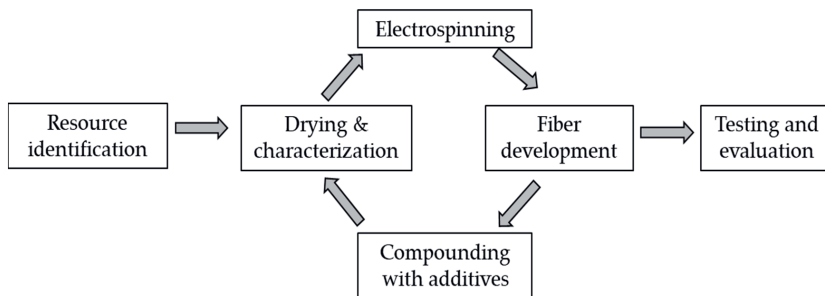 Electrospinning
Resource
identification
Drying &
characterization
Fiber
development
Testing and
evaluation
Compounding
with additives